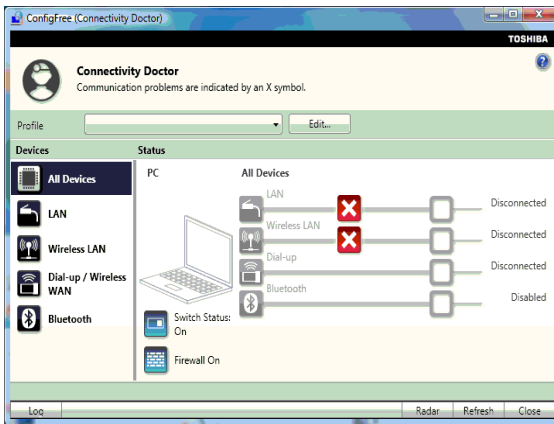 ConfigFree (Connectivity Doctor)
TOSHIBA
Connectivity Doctor
Communication problems are indicated by an X symbol.
Profile
Edit...
Devices
Status
All Devices
LAN
Wireless LAN
Dial-up / Wireless
WAN
Bluetooth
PC
Switch Status:
On
Firewall On
All Devices
LAN
Disconnected
Wireless LAN
Disconnected
Dial-up
Disconnected
Bluetooth
Disabled
Log
Radar
Refresh
Close